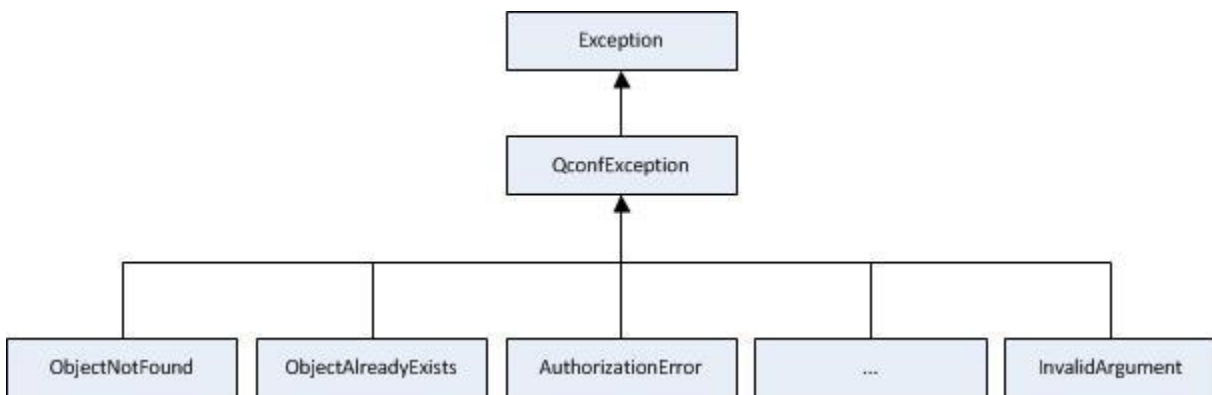 Exception
QconfException
ObjectNotFound
ObjectAlreadyExists
AuthorizationError
...
InvalidArgument